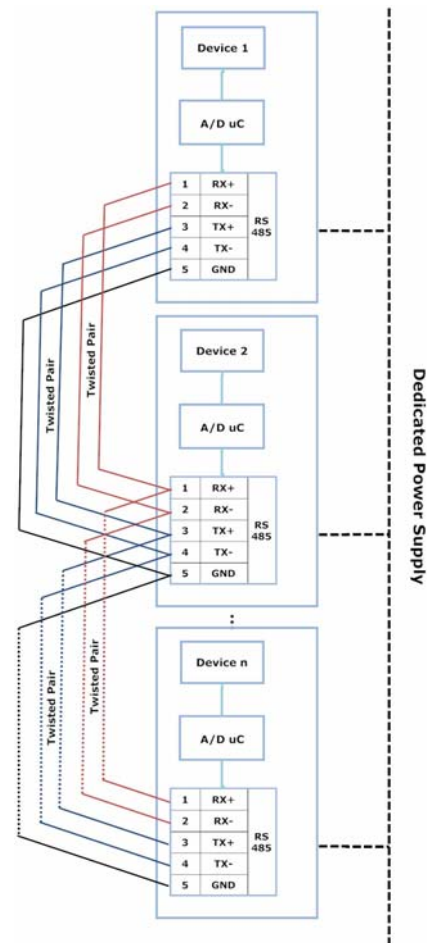 Device 1
A/D uC
1 RX+
2 RX-
3 TX+
4 TX-
5 GND
RS
485
Twisted Pair
Twisted Pair
Device 2
A/D uC
1 RX+
2 RX-
3 TX+
4 TX-
5 GND
RS
485
Twisted Pair
Twisted Pair
Device n
A/D uC
1 RX+
2 RX-
3 TX+
4 TX-
5 GND
RS
485
Dedicated Power Supply